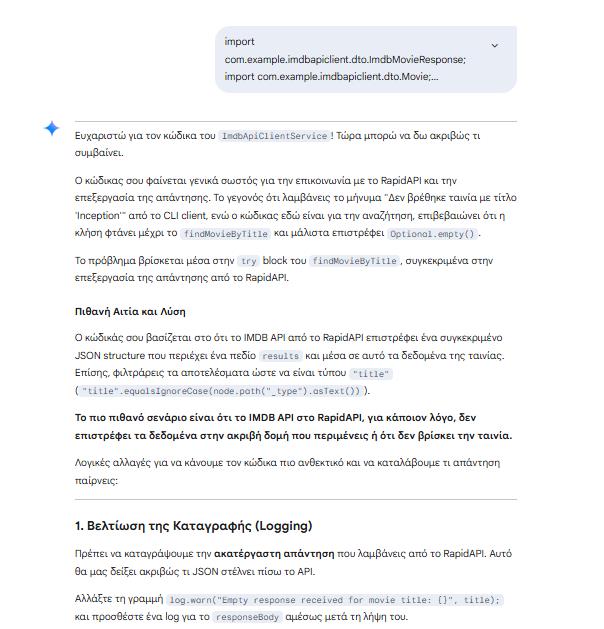 import
com.example.imdbapiclient.dto.ImdbMovieResponse;
import com.example.imdbapiclient.dto.Movie;...
Ευχαριστώ για τον κώδικα του ImdbApiClientService ! Τώρα μπορώ να δω ακριβώς τι
συμβαίνει.
Ο κώδικας σου φαίνεται γενικά σωστός για την επικοινωνία με το RapidAPI και την
επεξεργασία της απάντησης. Το γεγονός ότι λαμβάνεις το μήνυμα "Δεν βρέθηκε ταινία με τίτλο
'Inception'" από το CLI client, ενώ ο κώδικας εδώ είναι για την αναζήτηση, επιβεβαιώνει ότι η
κλήση φτάνει μέχρι το findMovieByTitle και μάλιστα επιστρέφει Optional.empty() .
Το πρόβλημα βρίσκεται μέσα στην try block του findMovieByTitle , συγκεκριμένα στην
επεξεργασία της απάντησης από το RapidAPI.
Πιθανή Αιτία και Λύση
Ο κώδικάς σου βασίζεται στο ότι το IMDB API από το RapidAPI επιστρέφει ένα συγκεκριμένο
JSON structure που περιέχει ένα πεδίο results και μέσα σε αυτό τα δεδομένα της ταινίας.
Επίσης, φιλτράρεις τα αποτελέσματα ώστε να είναι τύπου "title"
( "title".equalsIgnoreCase(node.path("_type").asText()) ).
Το πιο πιθανό σενάριο είναι ότι το IMDB API στο RapidAPI, για κάποιον λόγο, δεν
επιστρέφει τα δεδομένα στην ακριβή δομή που περιμένεις ή ότι δεν βρίσκει την ταινία.
Λογικές αλλαγές για να κάνουμε τον κώδικα πιο ανθεκτικό και να καταλάβουμε τι απάντηση
παίρνεις:
1. Βελτίωση της Καταγραφής (Logging)
Πρέπει να καταγράψουμε την ακατέργαστη απάντηση που λαμβάνεις από το RapidAPI. Αυτό
θα μας δείξει ακριβώς τι JSON στέλνει πίσω το API.
Αλλάξτε τη γραμμή log.warn("Empty response received for movie title: {}", title);
και προσθέστε ένα log για το responseBody αμέσως μετά τη λήψη του.